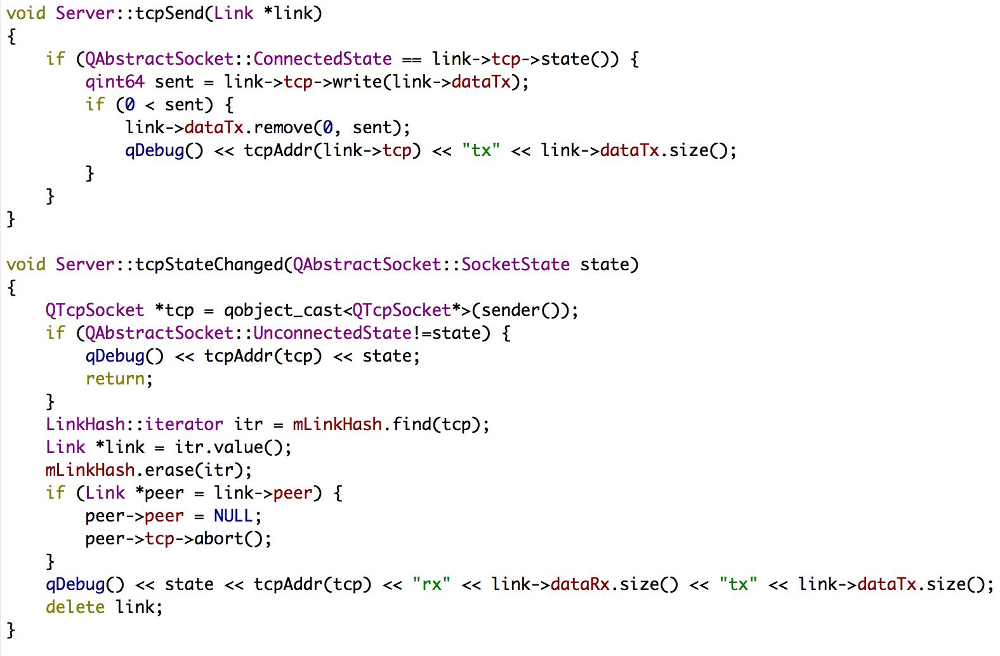 void Server::tcpSend(Link *link)
{
    if (QAbstractSocket::ConnectedState == link->tcp->state()) {
        qint64 sent = link->tcp->write(link->dataTx);
        if (0 < sent) {
            link->dataTx.remove(0, sent);
            qDebug() << tcpAddr(link->tcp) << "tx" << link->dataTx.size();
        }
    }
}

void Server::tcpStateChanged(QAbstractSocket::SocketState state)
{
    QTcpSocket *tcp = qobject_cast<QTcpSocket*>(sender());
    if (QAbstractSocket::UnconnectedState!=state) {
        qDebug() << tcpAddr(tcp) << state;
        return;
    }
    LinkHash::iterator itr = mLinkHash.find(tcp);
    Link *link = itr.value();
    mLinkHash.erase(itr);
    if (Link *peer = link->peer) {
        peer->peer = NULL;
        peer->tcp->abort();
    }
    qDebug() << state << tcpAddr(tcp) << "rx" << link->dataRx.size() << "tx" << link->dataTx.size();
    delete link;
}